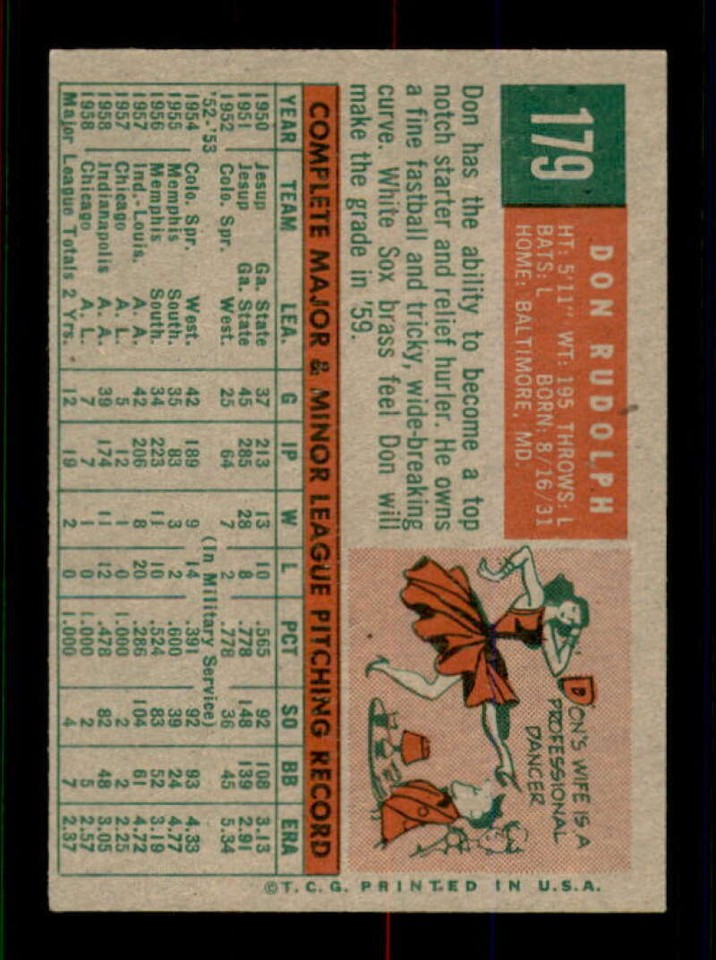 179
DON RUDOLPH
HT: 5'11" WT: 195 THROWS: L
BATS: L BORN: 8/16/31
HOME: BALTIMORE, MD.
Don has the ability to become a top
notch starter and relief hurler. He owns
a fine fastball and tricky, wide-breaking
curve. White Sox brass feel Don will
make the grade in '59.
DON'S WIFE IS A
PROFESSIONAL
DANCER
COMPLETE MAJOR & MINOR LEAGUE PITCHING RECORD
YEAR TEAM LEA. G IP W L PCT SO BB ERA
1950 Jesup Ga. State 37 213 13 10 .565 92 108 3.13
1951 Jesup Ga. State 45 285 28 8 .778 148 139 2.91
1952 Colo. Spr. West. 25 64 7 2 .778 36 45 5.34
'52-'53 (In Military Service)
1954 Colo. Spr. West. 42 189 9 14 .391 92 93 4.33
1955 Memphis South. 35 83 3 2 .600 39 24 4.77
1956 Memphis South. 34 223 11 10 .524 83 52 3.19
1957 Ind.-Louis. A. A. 42 206 8 20 .286 104 61 4.72
1957 Chicago A. L. 5 12 1 0 1.000 2 2 2.25
1958 Indianapolis A. A. 39 174 11 12 .478 82 48 3.05
1958 Chicago A. L. 7 7 1 0 1.000 2 5 2.57
Major League Totals 2 Yrs. 12 19 2 0 1.000 4 7 2.37
© T. C. G. PRINTED IN U.S.A.